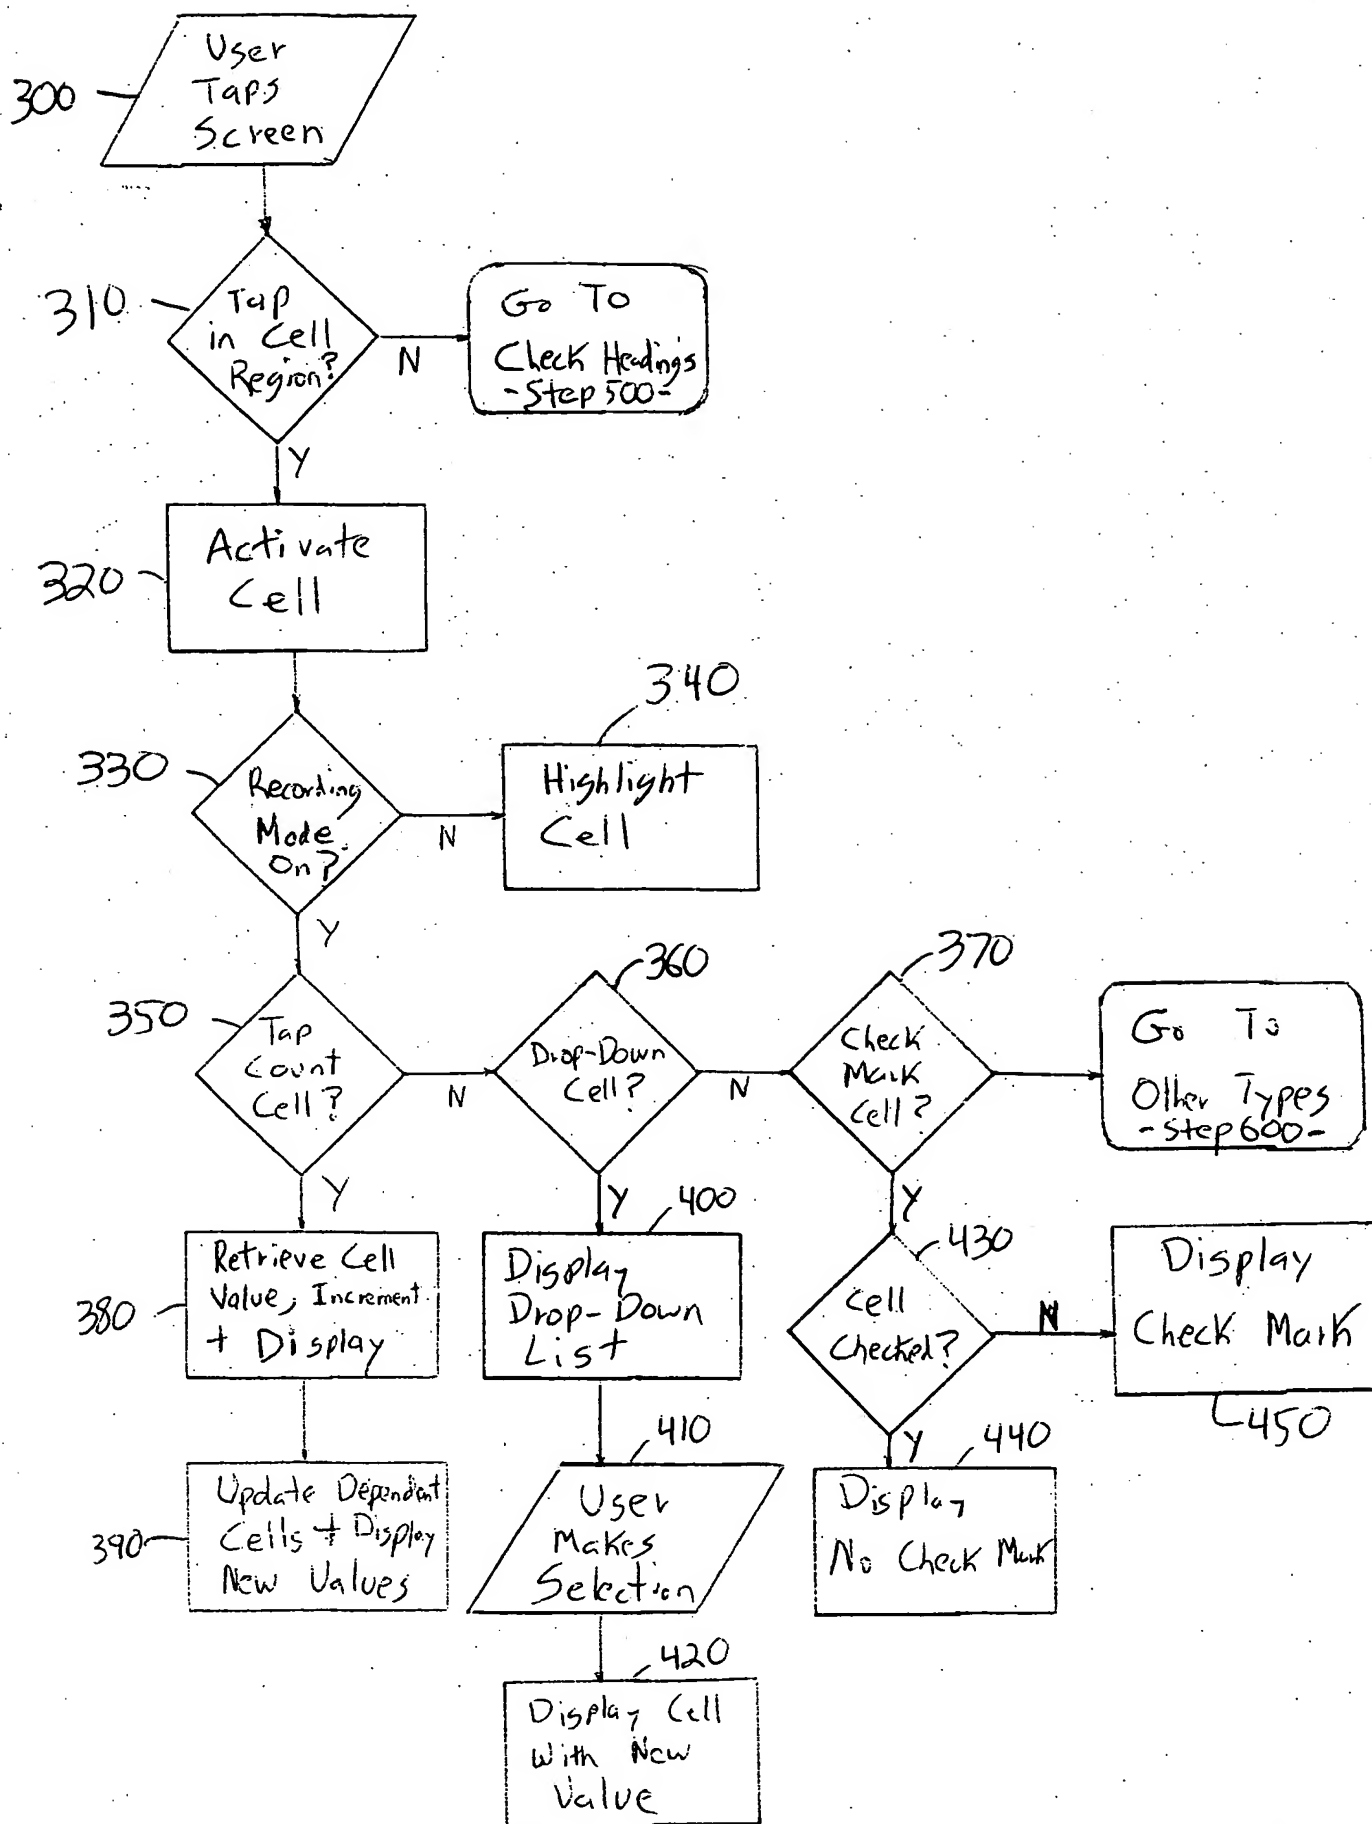 User
Taps
Screen
300
310
Tap
in Cell
Region?
N
Go To
Check Headings
-Step 500-
Y
Activate
Cell
320
340
330
Recording
Mode
On?
N
Highlight
Cell
Y
360
370
350
Tap
Count
Cell?
N
Drop-Down
Cell?
N
Check
Mark
Cell?
Go To
Other Types
-Step 600-
Y
Y
400
Y
430
380
Retrieve Cell
Value, Increment
+ Display
Display
Drop-Down
List
Cell
Checked?
N
Display
Check Mark
450
410
Y
440
390
Update Dependent
Cells + Display
New Values
User
Makes
Selection
Display
No Check Mark
420
Display Cell
With New
Value